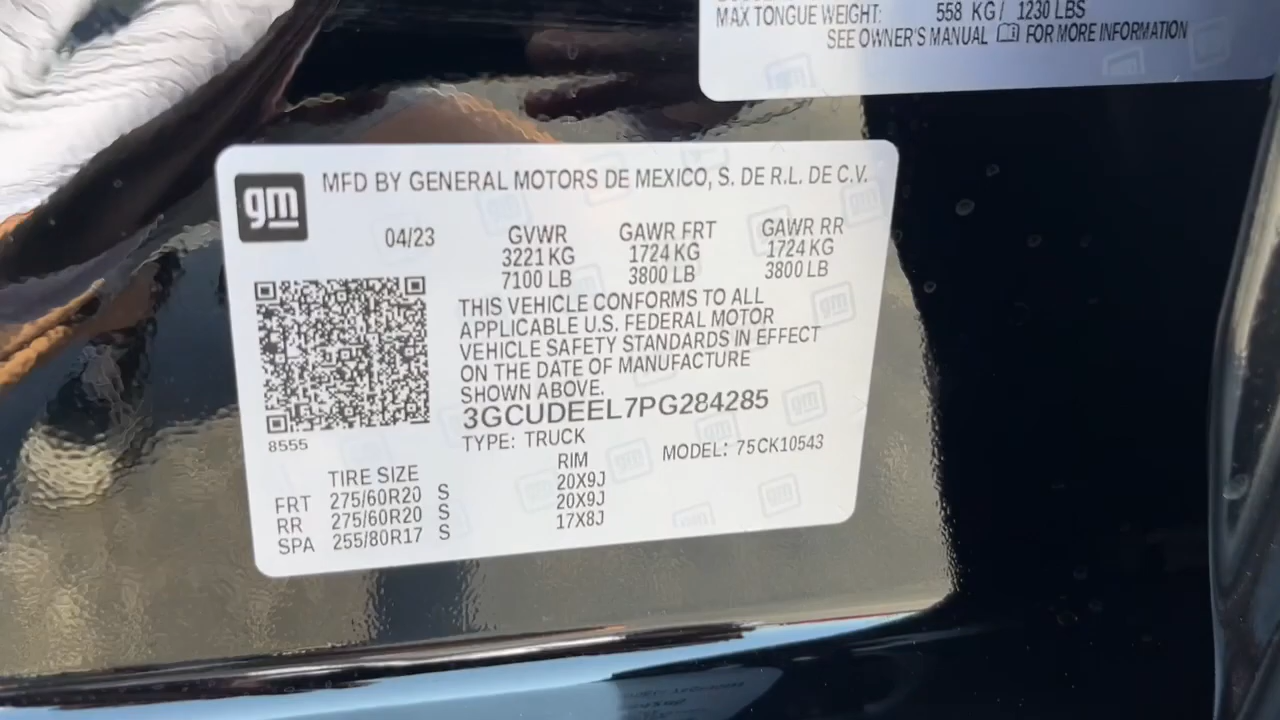 MAX TONGUE WEIGHT: 558 KG/ 1230 LBS
SEE OWNER'S MANUAL FOR MORE INFORMATION
gm
MFD BY GENERAL MOTORS DE MEXICO, S. DE R.L. DE C.V.
04/23 GVWR GAWR FRT GAWR RR
3221 KG 1724 KG 1724 KG
7100 LB 3800 LB 3800 LB
THIS VEHICLE CONFORMS TO ALL
APPLICABLE U.S. FEDERAL MOTOR
VEHICLE SAFETY STANDARDS IN EFFECT
ON THE DATE OF MANUFACTURE
SHOWN ABOVE.
3GCUDEEL7PG284285
8555
TYPE: TRUCK MODEL: 75CK10543
TIRE SIZE RIM
FRT 275/60R20 S 20X9J
RR 275/60R20 S 20X9J
SPA 255/80R17 S 17X8J